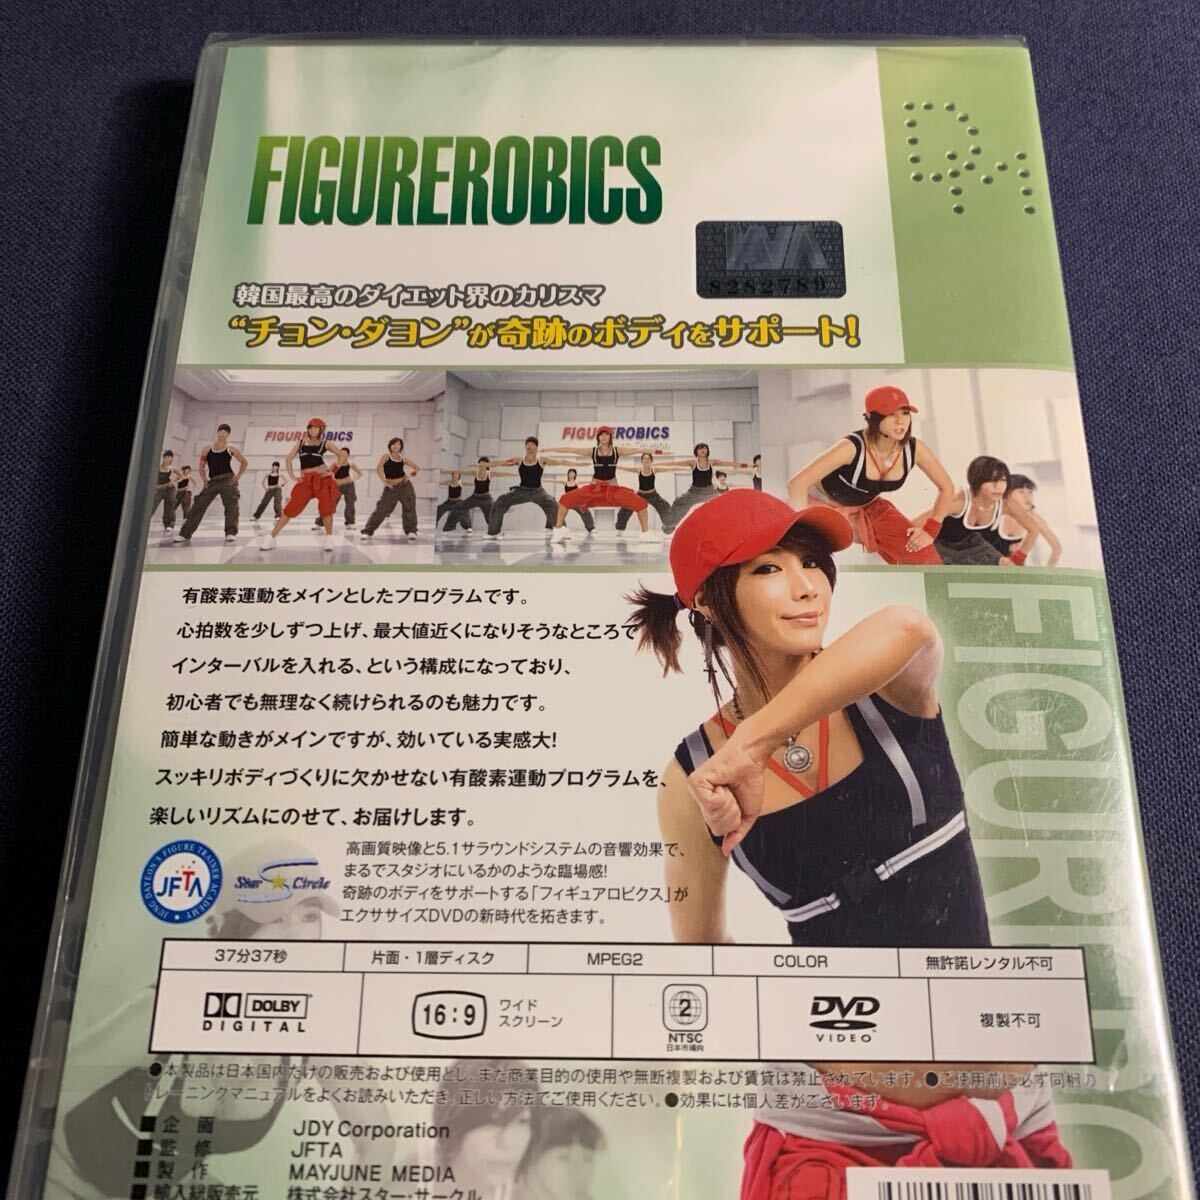 FIGUREROBICS
8282789
韓国最高のダイエット界のカリスマ
“チョン・ダヨン”が奇跡のボディをサポート!
FIGUREROBICS
FIGUREROBICS
有酸素運動をメインとしたプログラムです。
心拍数を少しずつ上げ、最大値近くになりそうなところで
インターバルを入れる、という構成になっており、
初心者でも無理なく続けられるのも魅力です。
簡単な動きがメインですが、効いている実感大!
スッキリボディづくりに欠かせない有酸素運動プログラムを、
楽しいリズムにのせて、お届けします。
JUNG DAYEON'S FIGURE TRAINER ACADEMY
JFTA
Star Circle
高画質映像と5.1サラウンドシステムの音響効果で、
まるでスタジオにいるかのような臨場感!
奇跡のボディをサポートする「フィギュアロビクス」が
エクササイズDVDの新時代を拓きます。
37分37秒
片面・1層ディスク
MPEG2
COLOR
無許諾レンタル不可
DOLBY
DIGITAL
16:9
ワイド
スクリーン
2
NTSC
日本市場向
DVD
VIDEO
複製不可
●本製品は日本国内だけの販売および使用とし、また商業目的の使用や無断複製および賃貸は禁止されています。●ご使用前に必ず同梱の
トレーニングマニュアルをよくお読みいただき、正しい方法でご使用ください。●効果には個人差がございます。
■企画 JDY Corporation
■監修 JFTA
■製作 MAYJUNE MEDIA
■輸入総販売元 株式会社スター・サークル